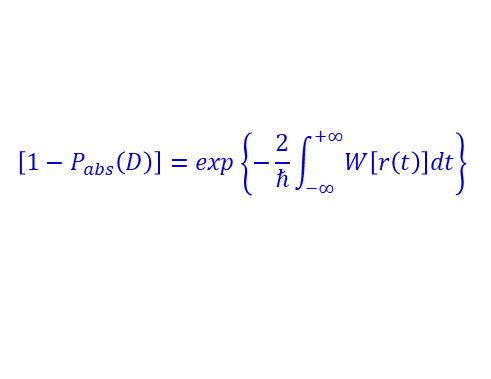 [1 − P_abs(D)] = exp {−2/ħ ∫_−∞^+∞ W[r(t)]dt}